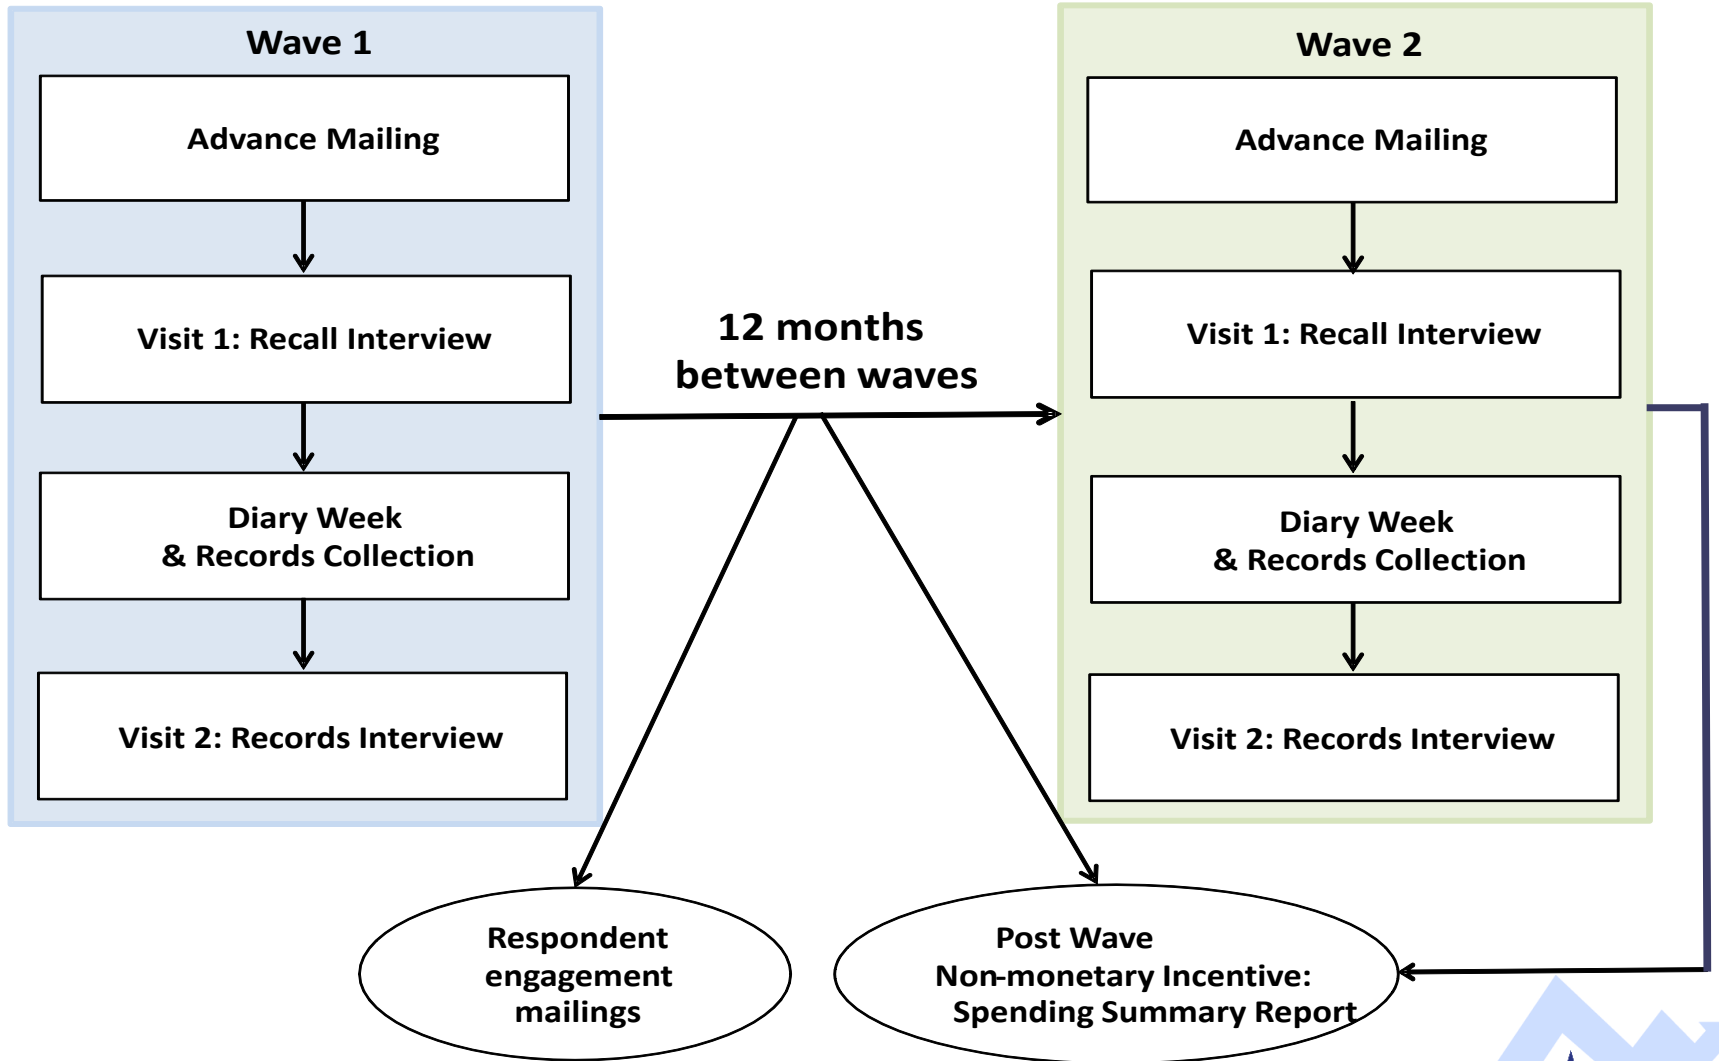 Wave 1
Advance Mailing
Visit 1: Recall Interview
Diary Week
& Records Collection
Visit 2: Records Interview
12 months
between waves
Wave 2
Advance Mailing
Visit 1: Recall Interview
Diary Week
& Records Collection
Visit 2: Records Interview
Respondent
engagement
mailings
Post Wave
Non-monetary Incentive:
Spending Summary Report